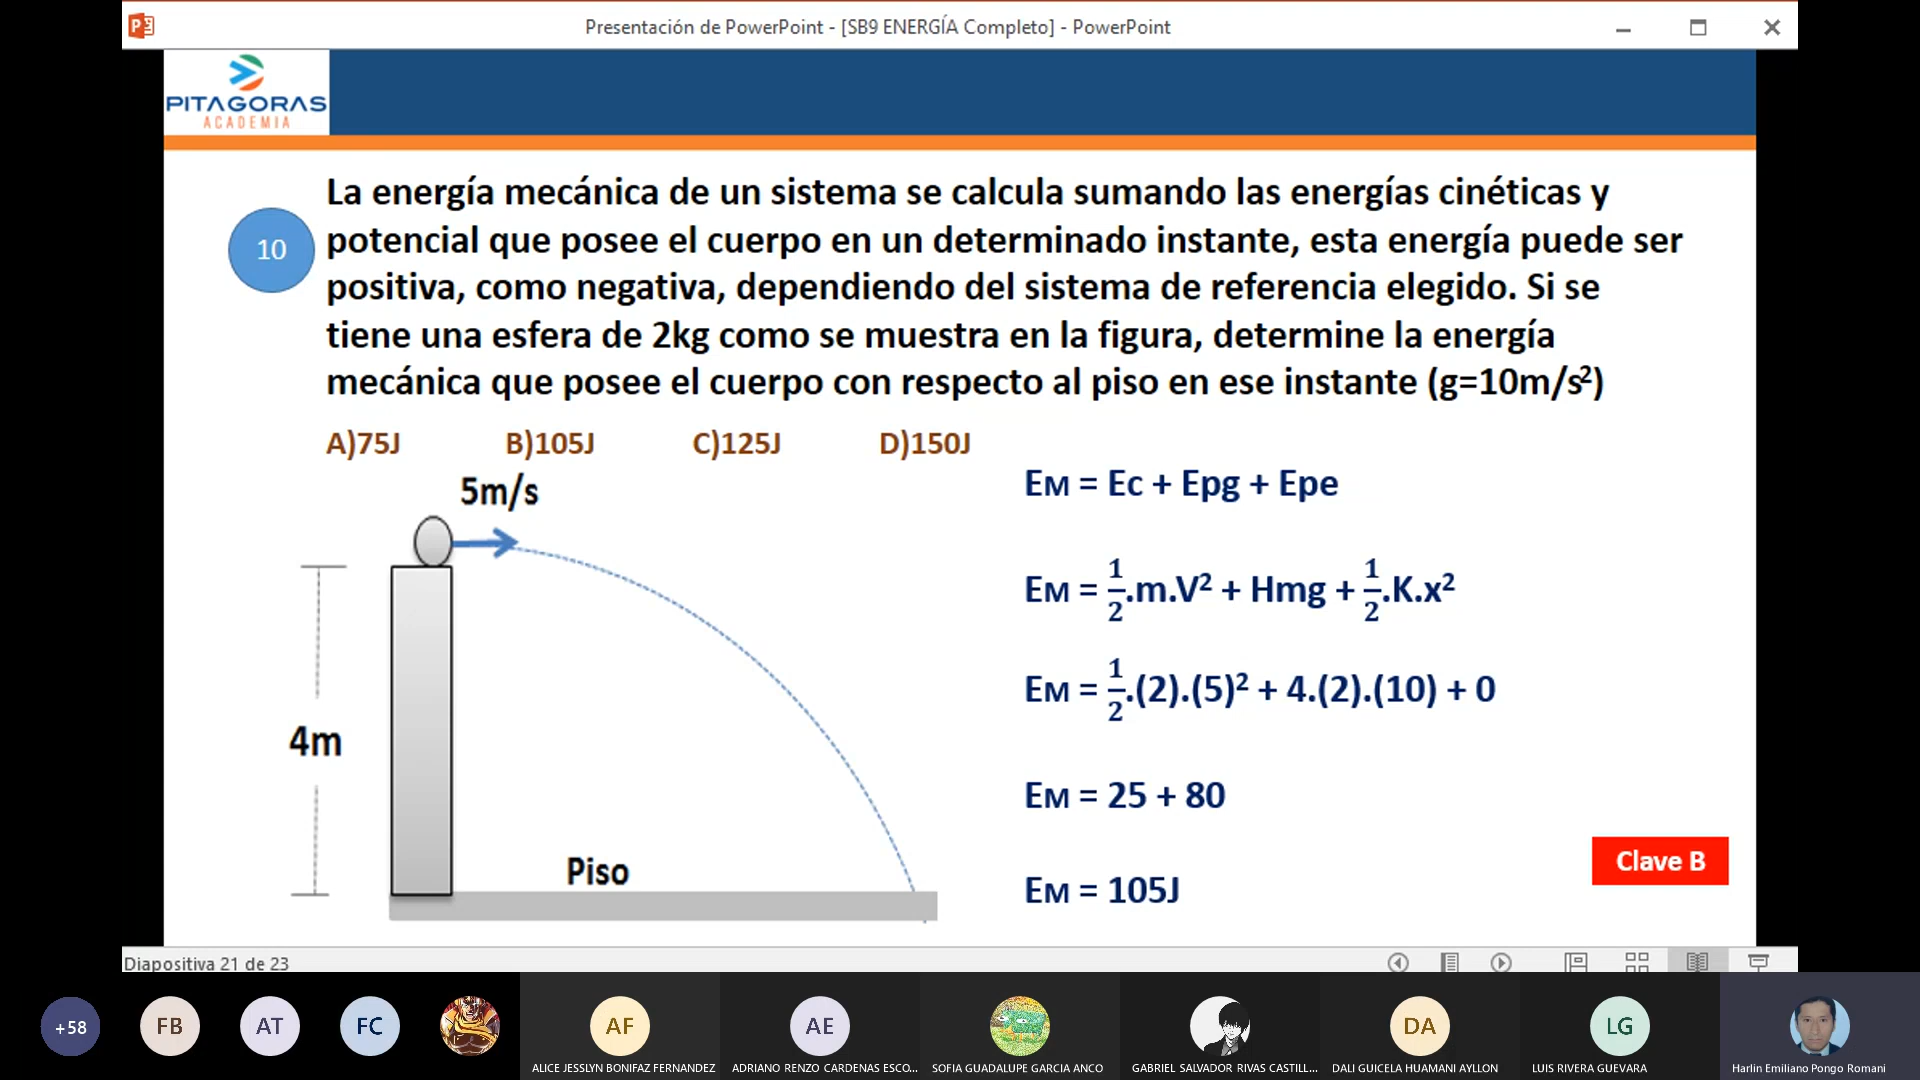 Presentación de PowerPoint - [SB9 ENERGÍA Completo] - PowerPoint
PITAGORAS
ACADEMIA
10
La energía mecánica de un sistema se calcula sumando las energías cinéticas y
potencial que posee el cuerpo en un determinado instante, esta energía puede ser
positiva, como negativa, dependiendo del sistema de referencia elegido. Si se
tiene una esfera de 2kg como se muestra en la figura, determine la energía
mecánica que posee el cuerpo con respecto al piso en ese instante (g=10m/s²)
A)75J B)105J C)125J D)150J
5m/s
4m
Piso
EM = Ec + Epg + Epe
EM = 1/2.m.V² + Hmg + 1/2.K.x²
EM = 1/2.(2).(5)² + 4.(2).(10) + 0
EM = 25 + 80
EM = 105J
Clave B
Diapositiva 21 de 23
+58 FB AT FC AF AE DA LG
ALICE JESSLYN BONIFAZ FERNANDEZ ADRIANO RENZO CARDENAS ESCO... SOFIA GUADALUPE GARCIA ANCO GABRIEL SALVADOR RIVAS CASTILL... DALI GUICELA HUAMANI AYLLON LUIS RIVERA GUEVARA Harlin Emiliano Pongo Romani